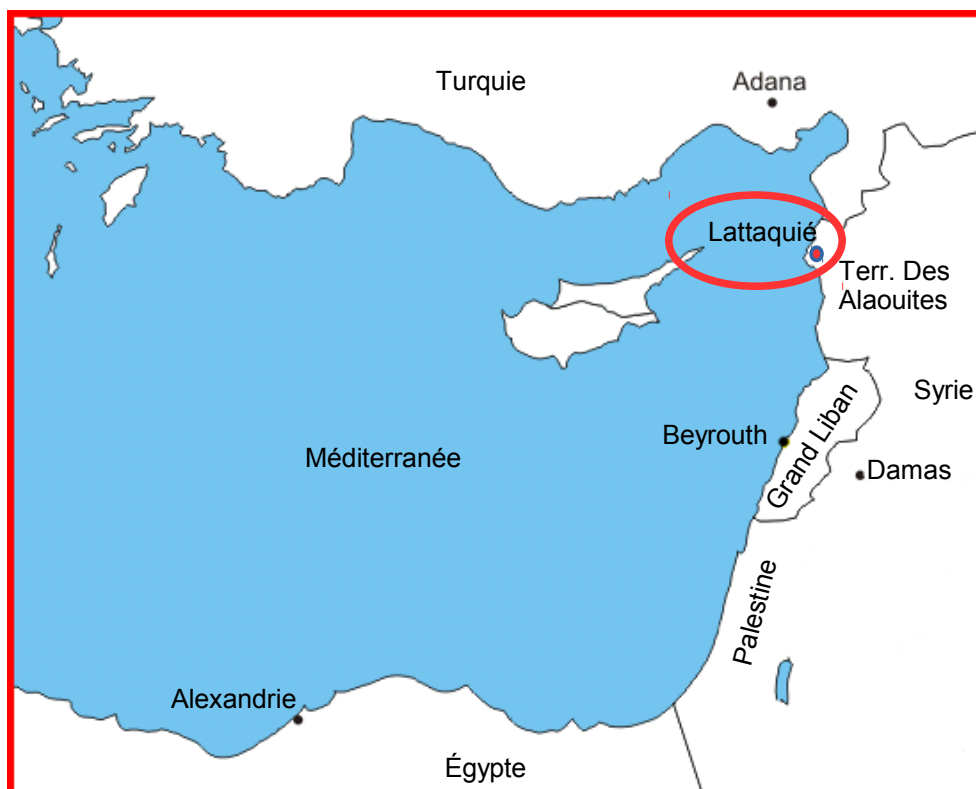 Turquie
Adana
Lattaquié
Terr. Des
Alaouites
Syrie
Beyrouth
Grand Liban
Méditerranée
Damas
Palestine
Alexandrie
Égypte